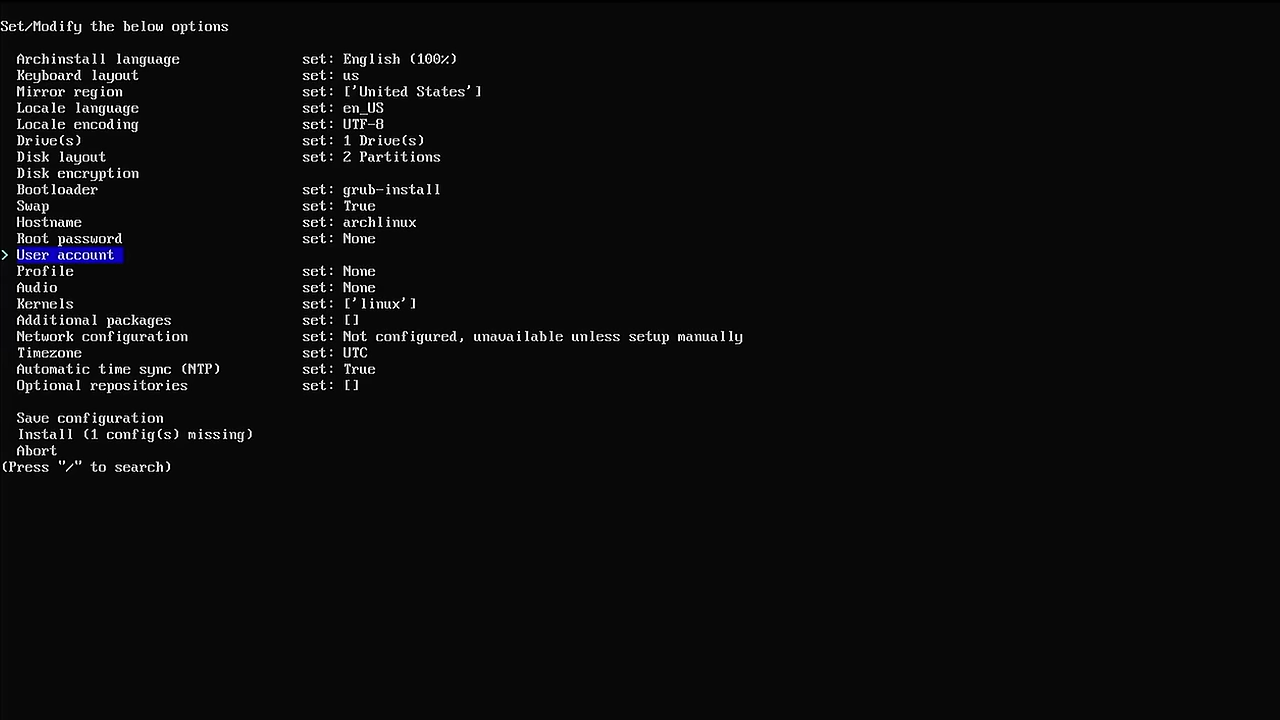 Set/Modify the below options
Archinstall language set: English (100%)
Keyboard layout set: us
Mirror region set: ['United States']
Locale language set: en_US
Locale encoding set: UTF-8
Drive(s) set: 1 Drive(s)
Disk layout set: 2 Partitions
Disk encryption
Bootloader set: grub-install
Swap set: True
Hostname set: archlinux
Root password set: None
> User account
Profile set: None
Audio set: None
Kernels set: ['linux']
Additional packages set: []
Network configuration set: Not configured, unavailable unless setup manually
Timezone set: UTC
Automatic time sync (NTP) set: True
Optional repositories set: []
Save configuration
Install (1 config(s) missing)
Abort
(Press "/" to search)